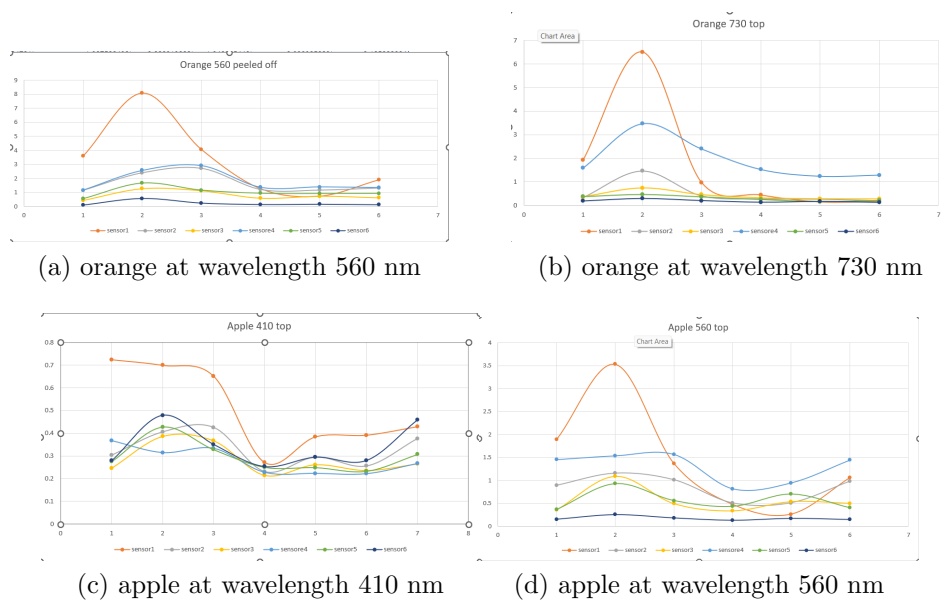 Orange 560 peeled off
9
8
7
6
5
4
3
2
1
0
0 1 2 3 4 5 6 7
sensor1 sensor2 sensor3 sensore4 sensor5 sensor6
(a) orange at wavelength 560 nm
Orange 730 top
Chart Area
7
6
5
4
3
2
1
0
0 1 2 3 4 5 6 7
sensor1 sensor2 sensor3 sensore4 sensor5 sensor6
(b) orange at wavelength 730 nm
Apple 410 top
0.8
0.7
0.6
0.5
0.4
0.3
0.2
0.1
0
0 1 2 3 4 5 6 7 8
sensor1 sensor2 sensor3 sensore4 sensor5 sensor6
(c) apple at wavelength 410 nm
Apple 560 top
Chart Area
4
3.5
3
2.5
2
1.5
1
0.5
0
0 1 2 3 4 5 6 7
sensor1 sensor2 sensor3 sensore4 sensor5 sensor6
(d) apple at wavelength 560 nm